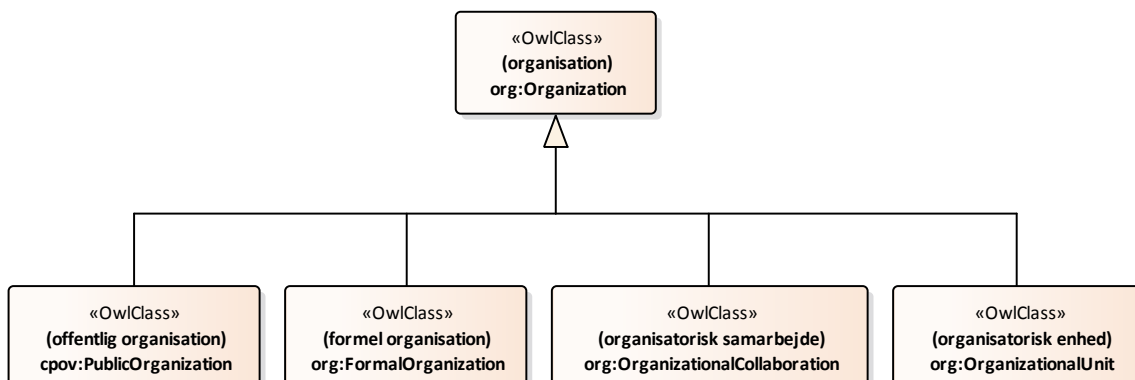 «OwlClass»
(organisation)
org:Organization
«OwlClass»
(offentlig organisation)
cpov:PublicOrganization
«OwlClass»
(formel organisation)
org:FormalOrganization
«OwlClass»
(organisatorisk samarbejde)
org:OrganizationalCollaboration
«OwlClass»
(organisatorisk enhed)
org:OrganizationalUnit